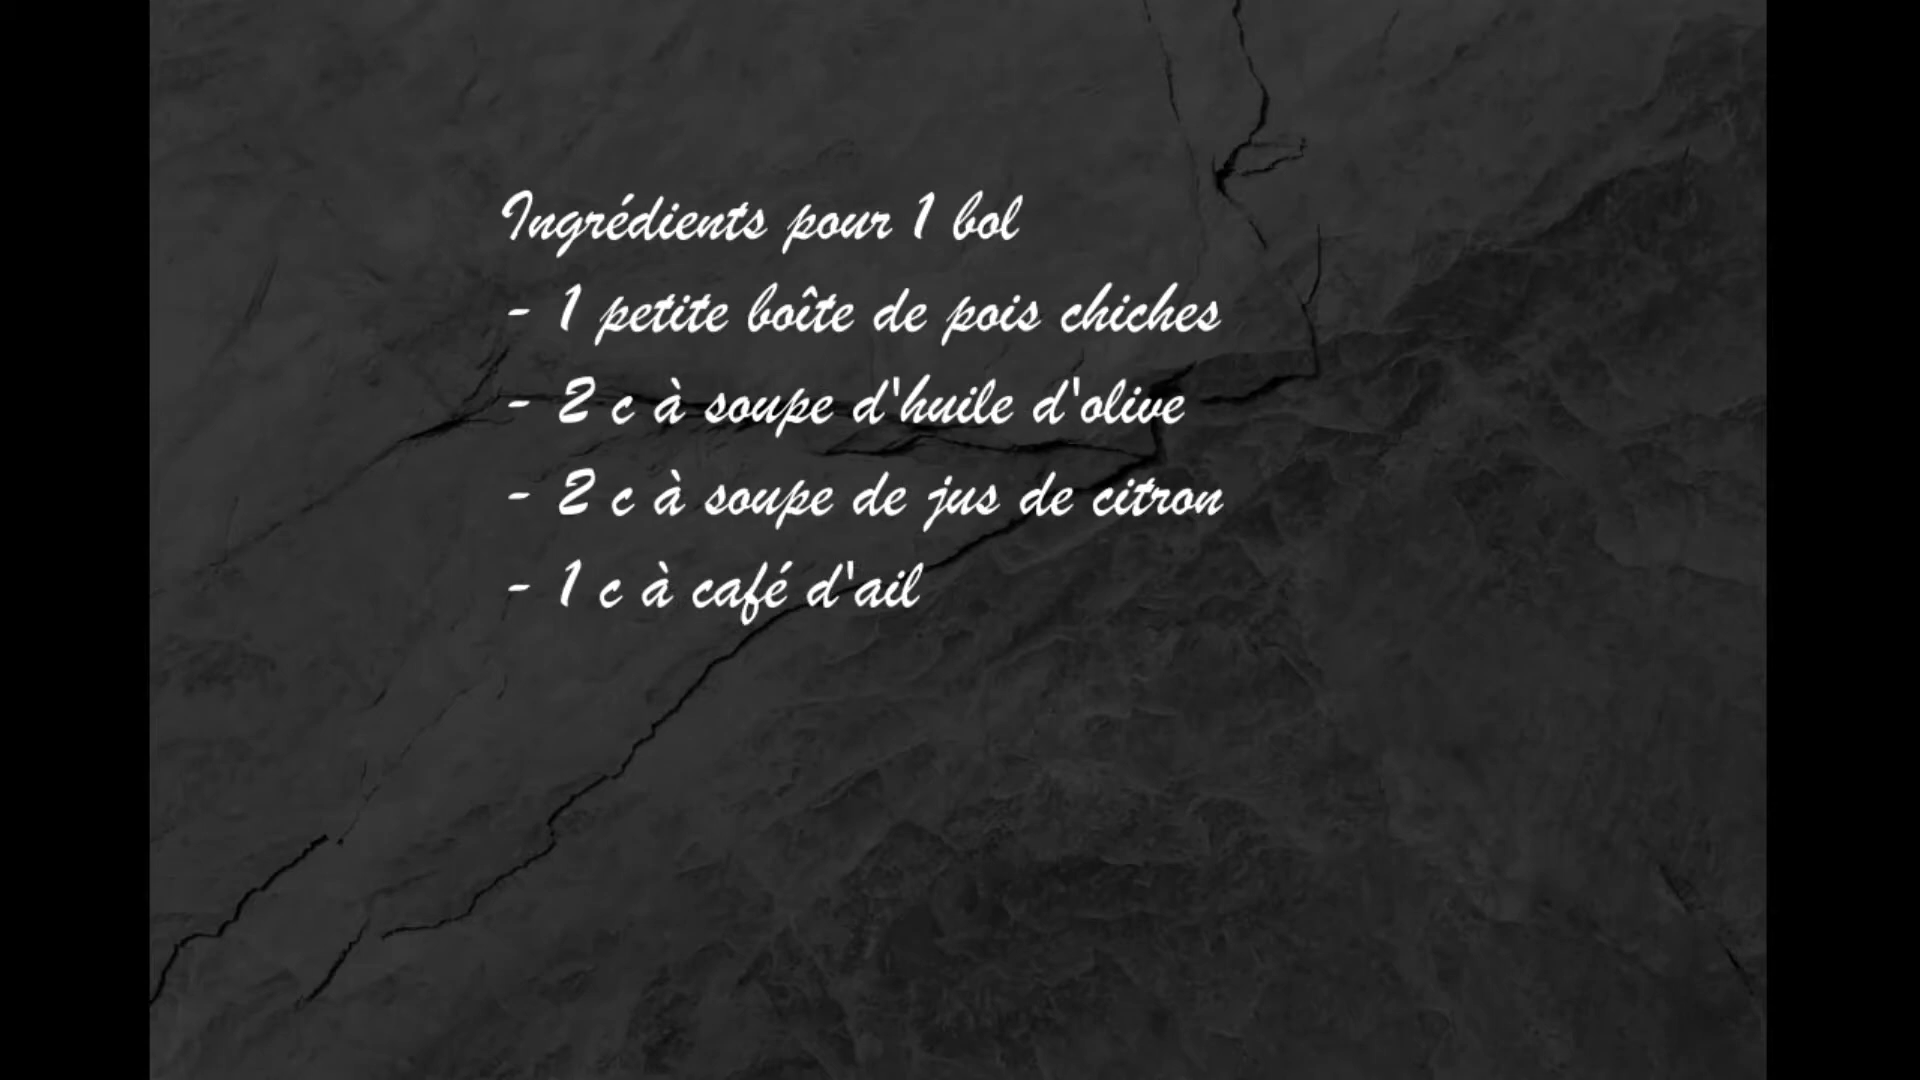 Ingrédients pour 1 bol
- 1 petite boîte de pois chiches
- 2 c à soupe d'huile d'olive
- 2 c à soupe de jus de citron
- 1 c à café d'ail